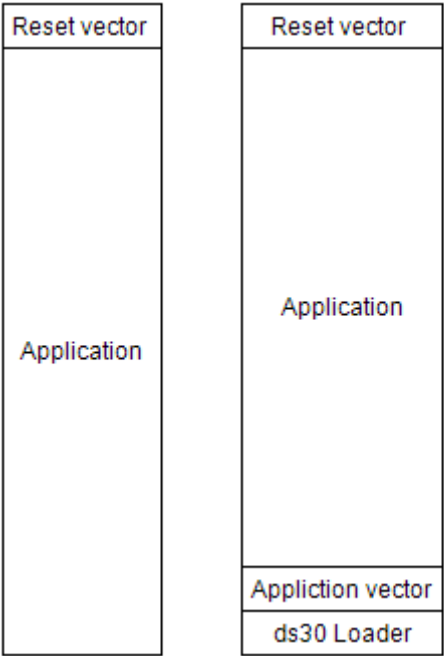 Reset vector
Application
Reset vector
Application
Appliction vector
ds30 Loader